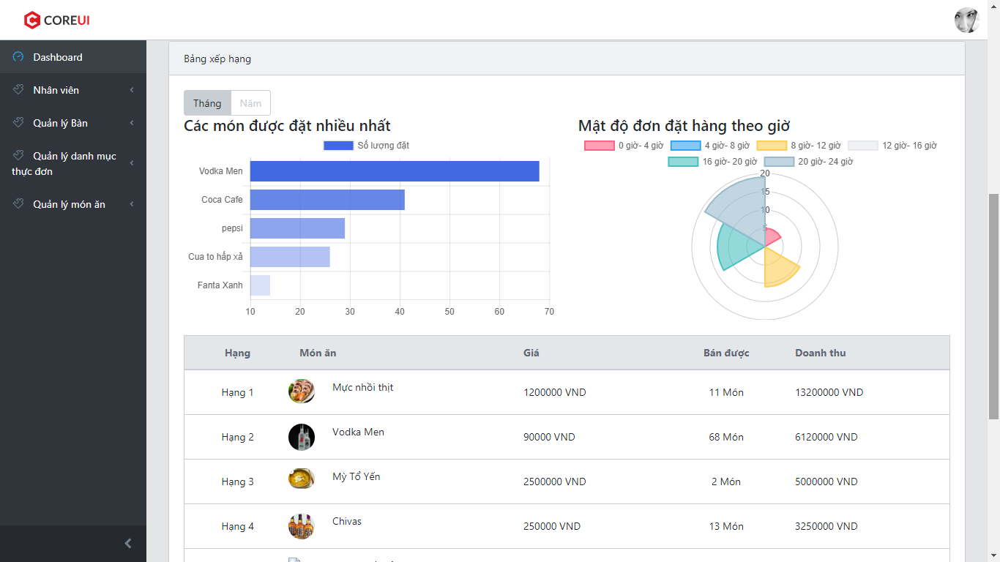 COREUI
Dashboard
Nhân viên
Quản lý Bàn
Quản lý danh mục
thực đơn
Quản lý món ăn
Bảng xếp hạng
Tháng Năm
Các món được đặt nhiều nhất
Số lượng đặt
Vodka Men
Coca Cafe
pepsi
Cua to hấp xả
Fanta Xanh
10 20 30 40 50 60 70
Mật độ đơn đặt hàng theo giờ
0 giờ- 4 giờ 4 giờ- 8 giờ 8 giờ- 12 giờ 12 giờ- 16 giờ
16 giờ- 20 giờ 20 giờ- 24 giờ
20
15
10
5
Hạng Món ăn Giá Bán được Doanh thu
Hạng 1 Mực nhồi thịt 1200000 VND 11 Món 13200000 VND
Hạng 2 Vodka Men 90000 VND 68 Món 6120000 VND
Hạng 3 Mỳ Tổ Yến 2500000 VND 2 Món 5000000 VND
Hạng 4 Chivas 250000 VND 13 Món 3250000 VND